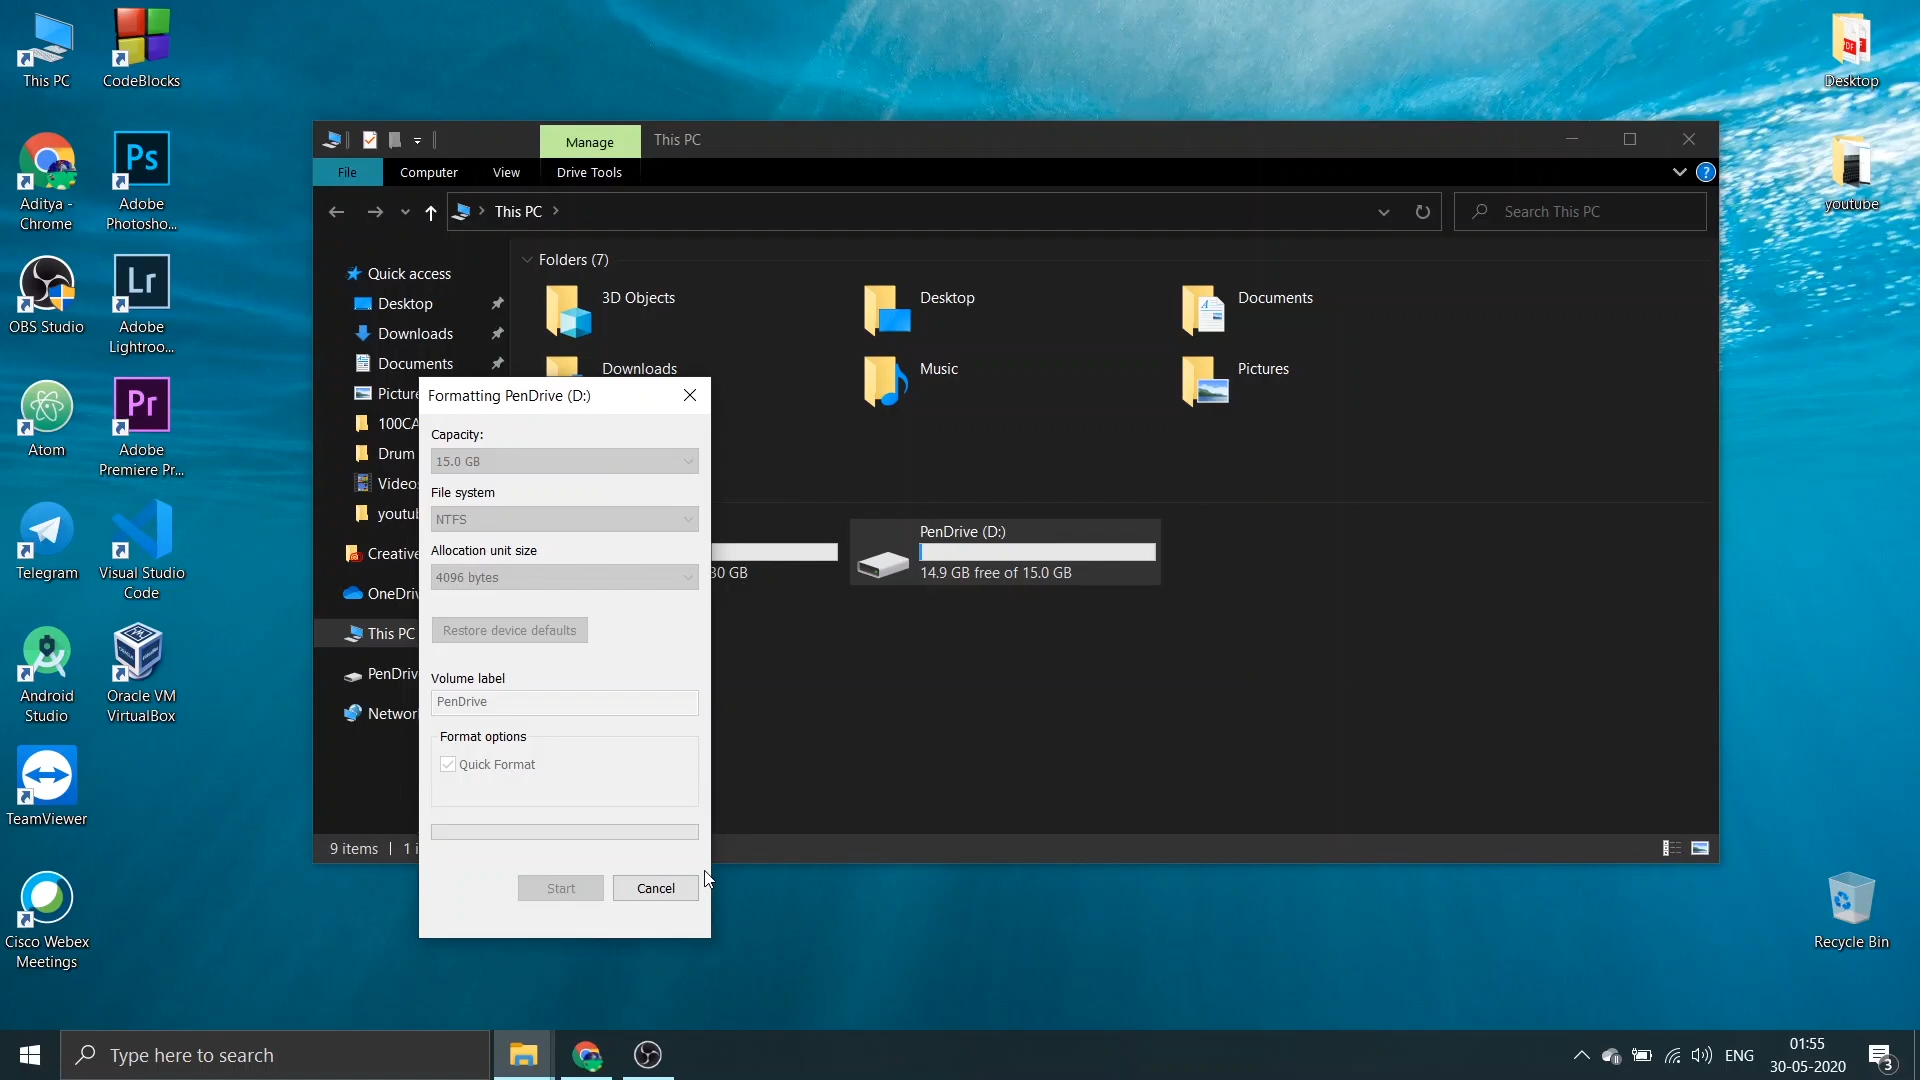 This PC
CodeBlocks
Aditya -
Chrome
Ps
Adobe
Photosho...
OBS Studio
Lr
Adobe
Lightroo...
Atom
Pr
Adobe
Premiere Pr...
Telegram
Visual Studio
Code
Android
Studio
Oracle VM
VirtualBox
TeamViewer
Cisco Webex
Meetings
Desktop
youtube
Recycle Bin
Manage
This PC
File
Computer
View
Drive Tools
?
This PC
Search This PC
Quick access
Desktop
Downloads
Documents
Picture
100CA
Drum
Video
youtub
Creative
OneDriv
This PC
PenDriv
Networ
Folders (7)
3D Objects
Desktop
Documents
Downloads
Music
Pictures
30 GB
PenDrive (D:)
14.9 GB free of 15.0 GB
9 items
1 i
Formatting PenDrive (D:)
Capacity:
15.0 GB
File system
NTFS
Allocation unit size
4096 bytes
Restore device defaults
Volume label
PenDrive
Format options
Quick Format
Start
Cancel
Type here to search
ENG
01:55
30-05-2020
3